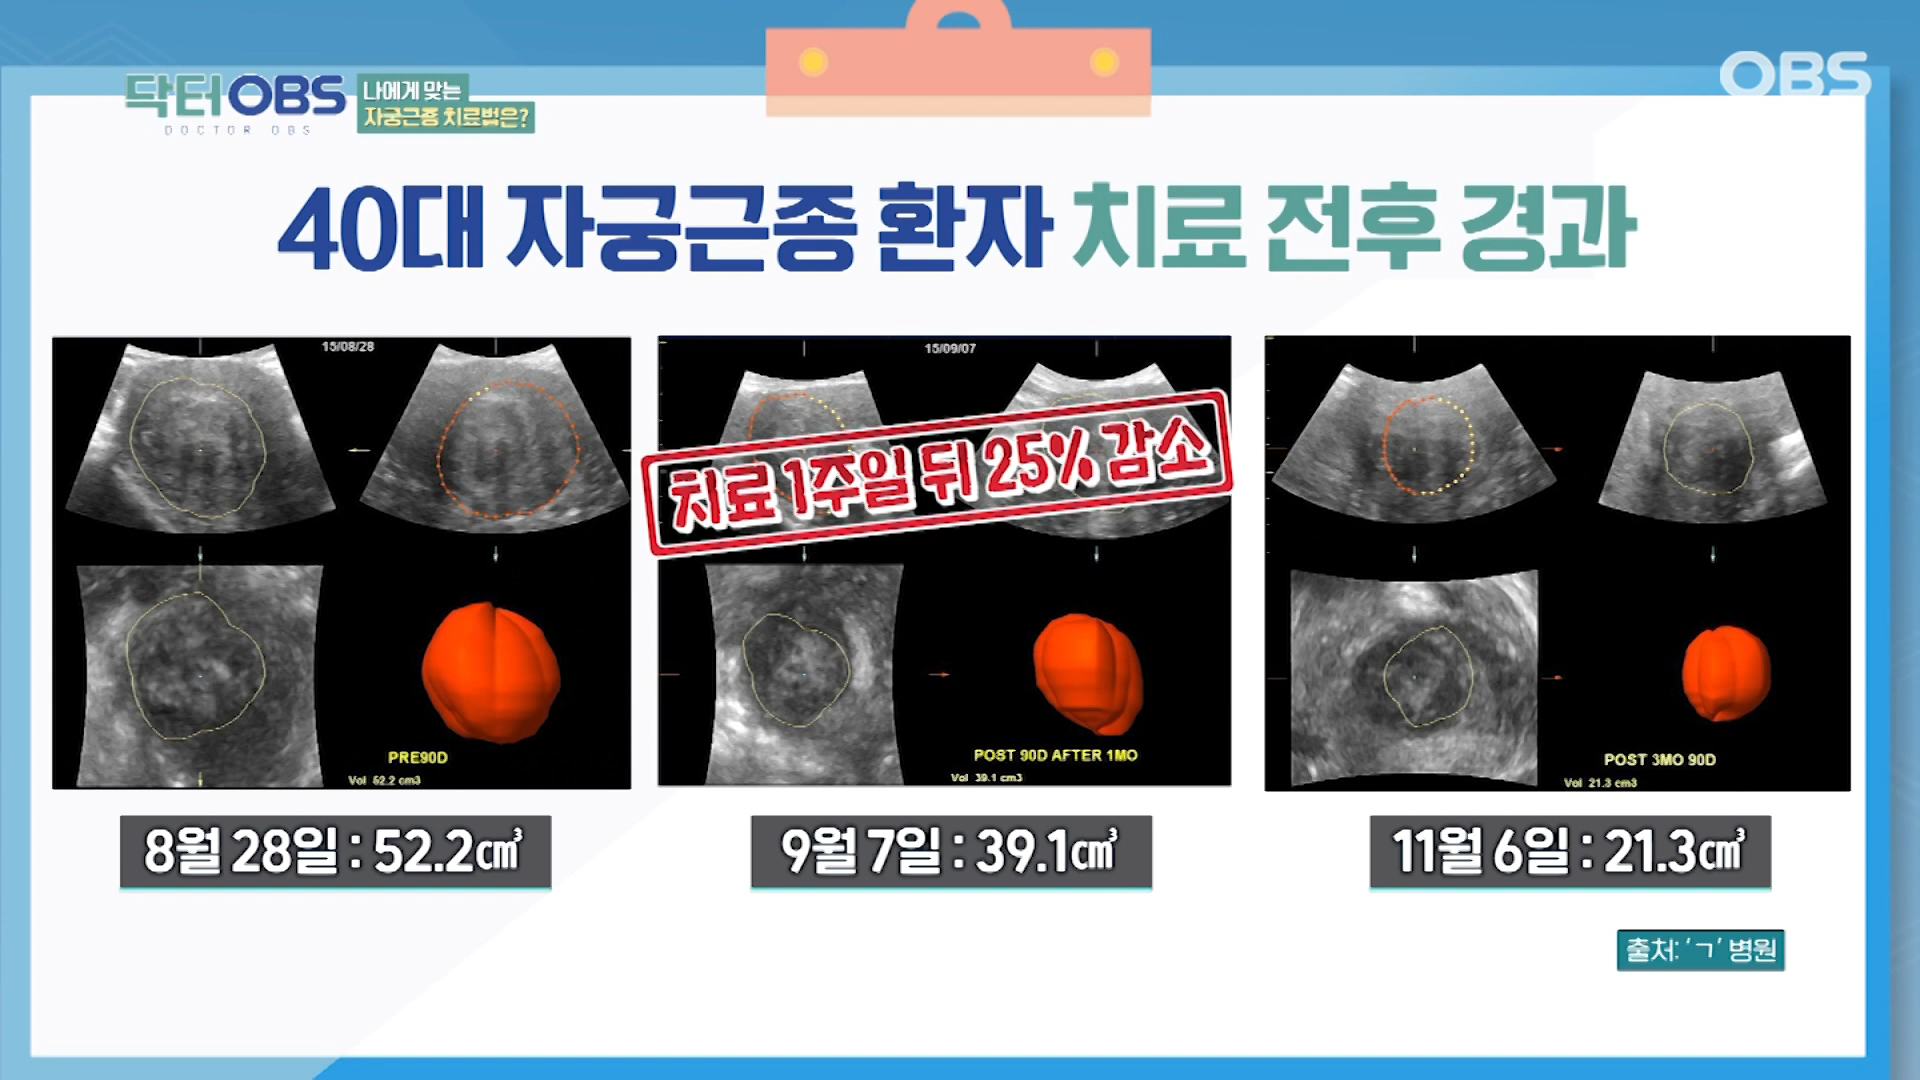 닥터OBS
DOCTOR OBS
나에게 맞는
자궁근종 치료법은?
OBS
40대 자궁근종 환자 치료 전후 경과
15/08/28
PRE90D
Vol 52.2 cm3
15/09/07
치료 1주일 뒤 25% 감소
POST 90D AFTER 1MO
Vol 39.1 cm3
POST 3MO 90D
Vol 21.3 cm3
8월 28일 : 52.2㎤
9월 7일 : 39.1㎤
11월 6일 : 21.3㎤
출처: 'ㄱ' 병원